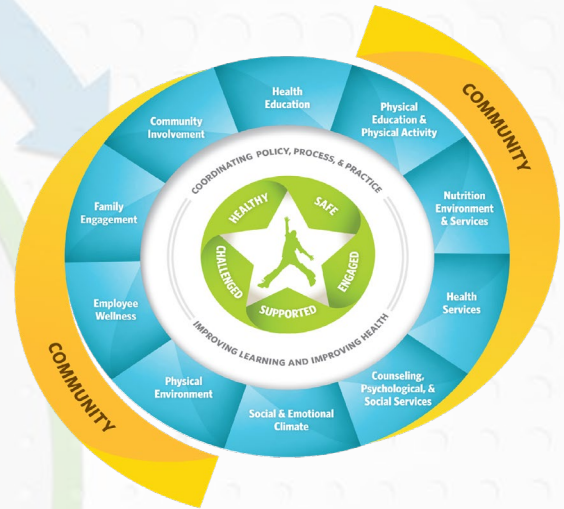 COMMUNITY
Health
Education
Physical
Education &
Physical Activity
Nutrition
Environment
& Services
Health
Services
Counseling,
Psychological, &
Social Services
Social & Emotional
Climate
Physical
Environment
Employee
Wellness
Family
Engagement
Community
Involvement
COORDINATING POLICY, PROCESS, & PRACTICE
IMPROVING LEARNING AND IMPROVING HEALTH
HEALTHY
SAFE
ENGAGED
SUPPORTED
CHALLENGED
COMMUNITY